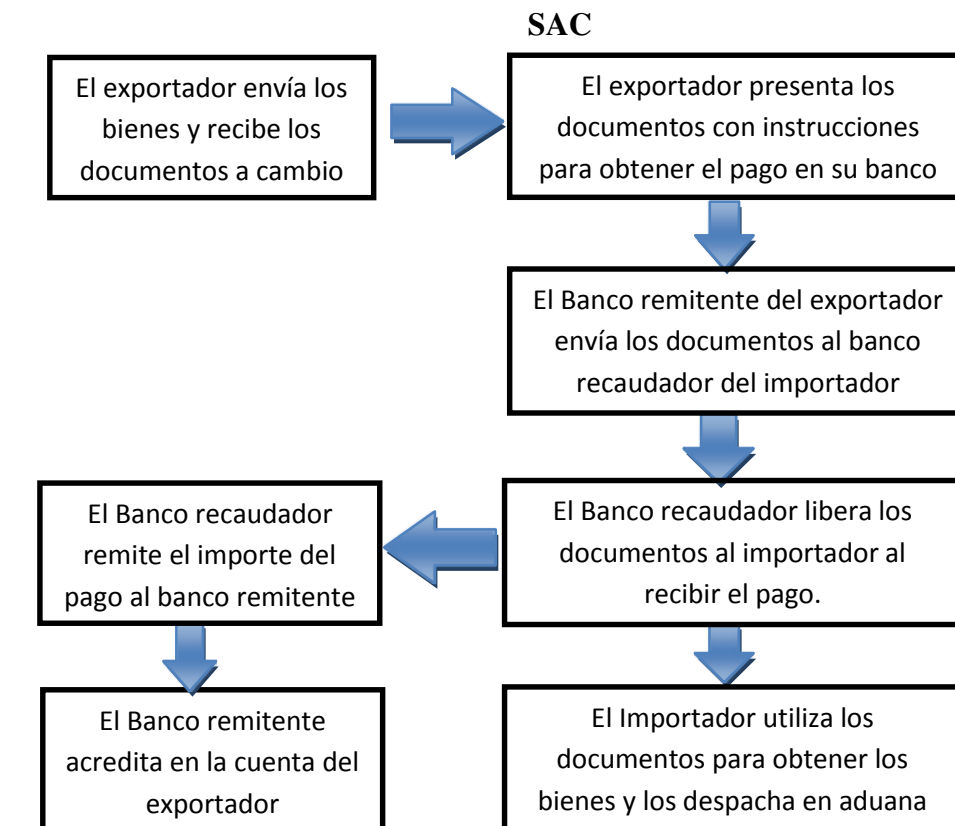 SAC
El exportador envía los
bienes y recibe los
documentos a cambio
El exportador presenta los
documentos con instrucciones
para obtener el pago en su banco
El Banco remitente del exportador
envía los documentos al banco
recaudador del importador
El Banco recaudador libera los
documentos al importador al
recibir el pago.
El Banco recaudador
remite el importe del
pago al banco remitente
El Banco remitente
acredita en la cuenta del
exportador
El Importador utiliza los
documentos para obtener los
bienes y los despacha en aduana